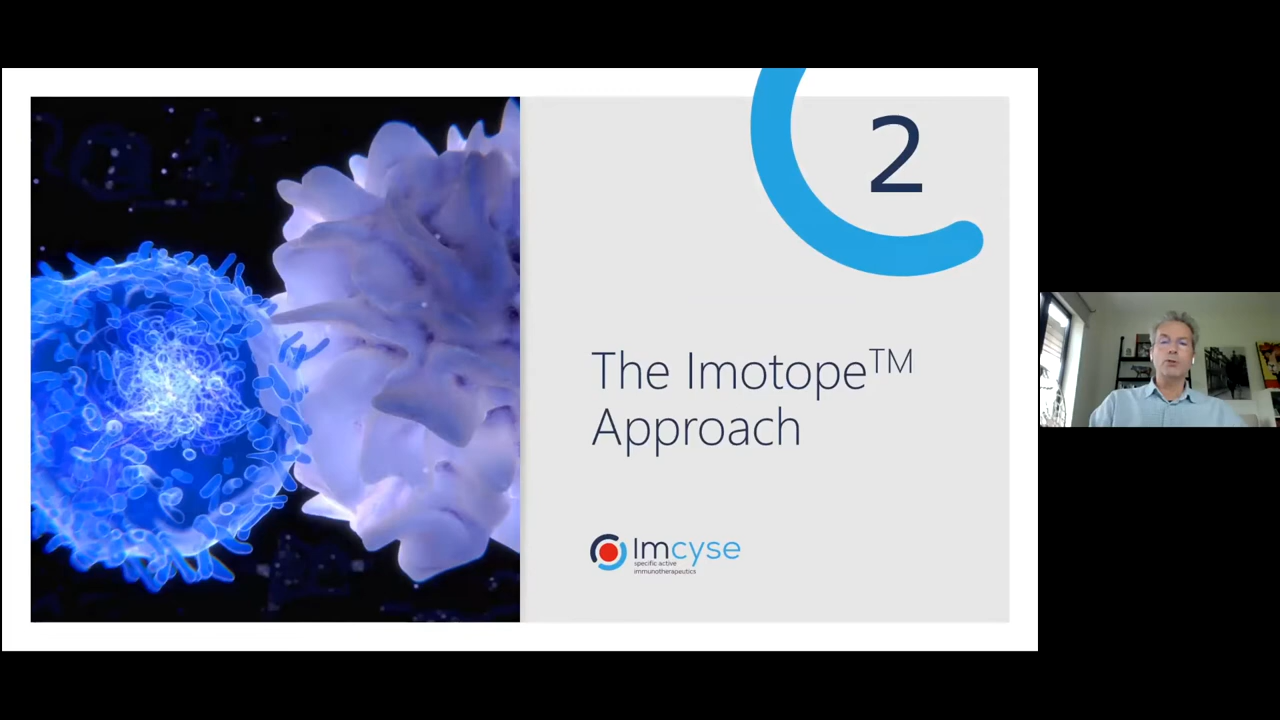 2
The Imotope™
Approach
Imcyse
specific active
immunotherapeutics